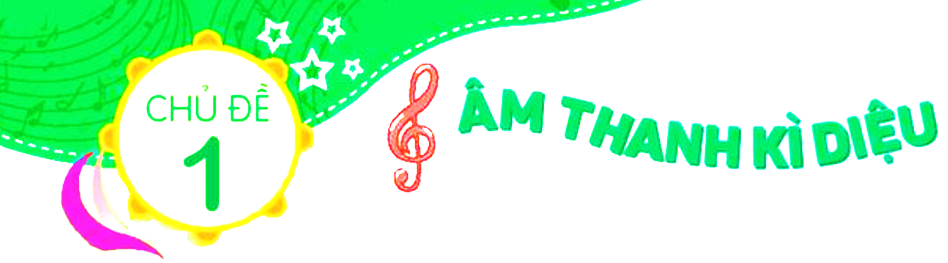 CHỦ ĐỀ
1
ÂM THANH KÌ DIỆU